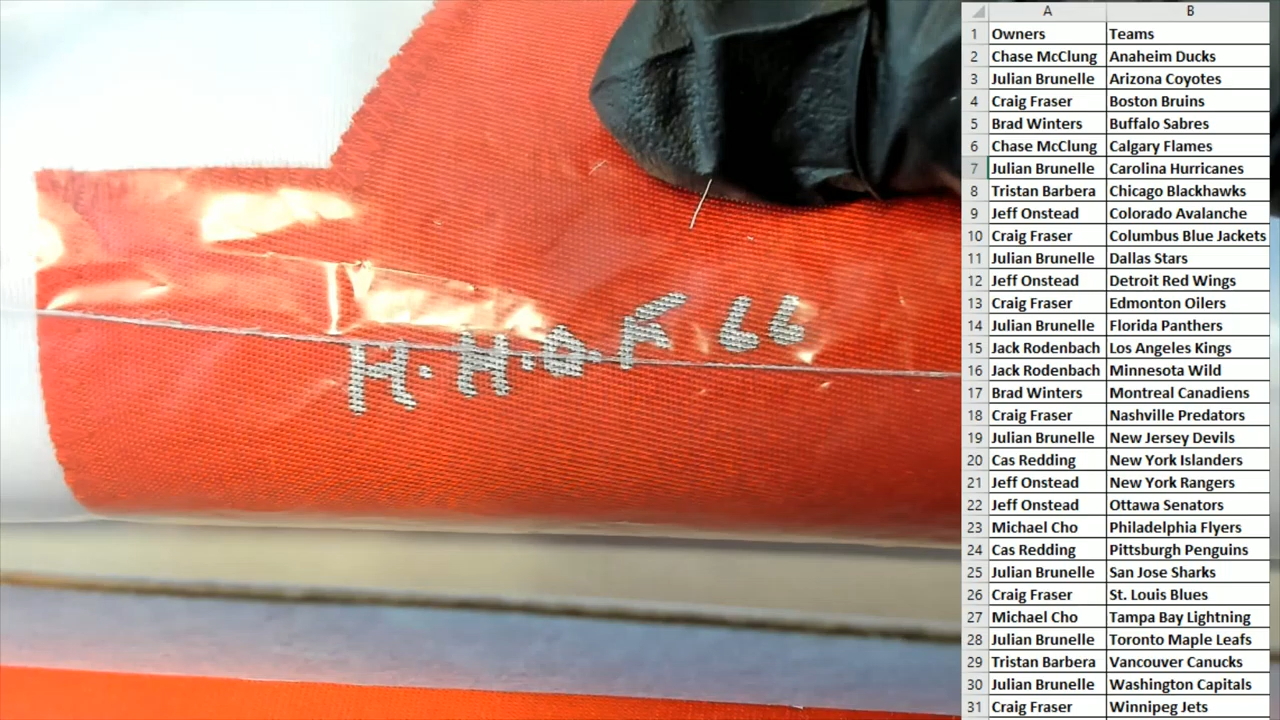 H.H.O.F 66
A B
1 Owners Teams
2 Chase McClung Anaheim Ducks
3 Julian Brunelle Arizona Coyotes
4 Craig Fraser Boston Bruins
5 Brad Winters Buffalo Sabres
6 Chase McClung Calgary Flames
7 Julian Brunelle Carolina Hurricanes
8 Tristan Barbera Chicago Blackhawks
9 Jeff Onstead Colorado Avalanche
10 Craig Fraser Columbus Blue Jackets
11 Julian Brunelle Dallas Stars
12 Jeff Onstead Detroit Red Wings
13 Craig Fraser Edmonton Oilers
14 Julian Brunelle Florida Panthers
15 Jack Rodenbach Los Angeles Kings
16 Jack Rodenbach Minnesota Wild
17 Brad Winters Montreal Canadiens
18 Craig Fraser Nashville Predators
19 Julian Brunelle New Jersey Devils
20 Cas Redding New York Islanders
21 Jeff Onstead New York Rangers
22 Jeff Onstead Ottawa Senators
23 Michael Cho Philadelphia Flyers
24 Cas Redding Pittsburgh Penguins
25 Julian Brunelle San Jose Sharks
26 Craig Fraser St. Louis Blues
27 Michael Cho Tampa Bay Lightning
28 Julian Brunelle Toronto Maple Leafs
29 Tristan Barbera Vancouver Canucks
30 Julian Brunelle Washington Capitals
31 Craig Fraser Winnipeg Jets